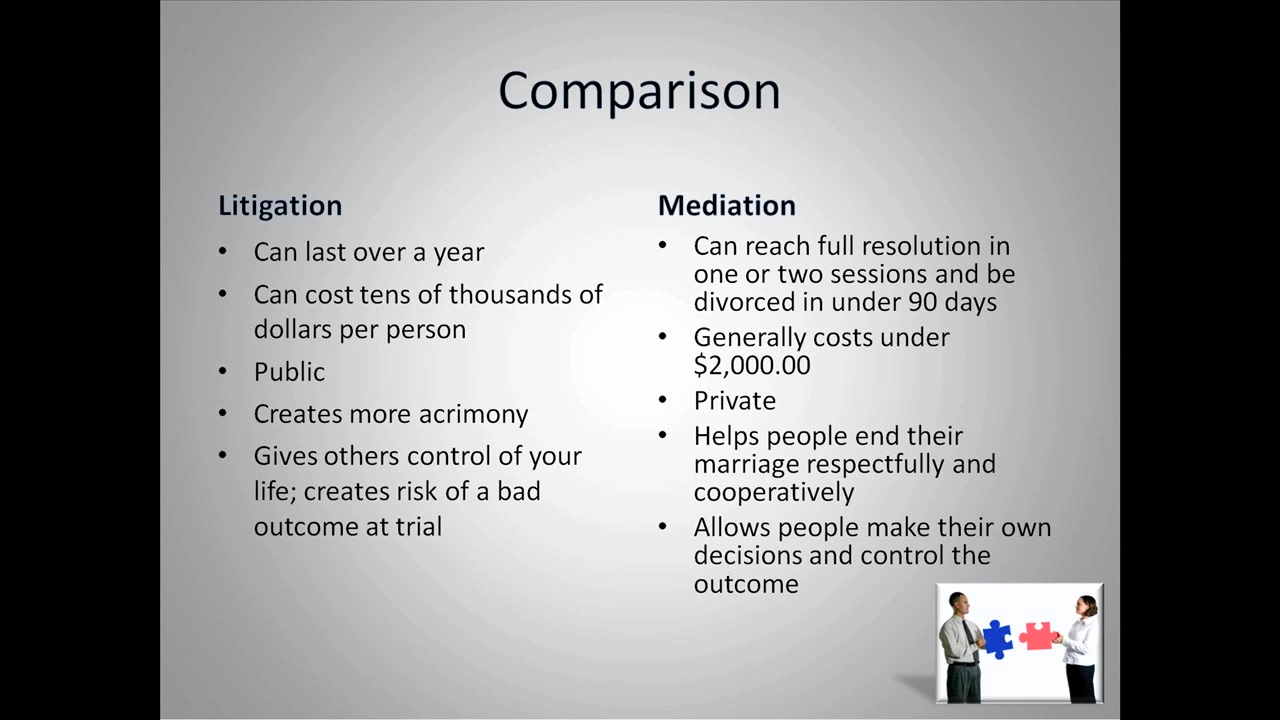 Comparison
Litigation
• Can last over a year
• Can cost tens of thousands of
dollars per person
• Public
• Creates more acrimony
• Gives others control of your
life; creates risk of a bad
outcome at trial
Mediation
• Can reach full resolution in
one or two sessions and be
divorced in under 90 days
• Generally costs under
$2,000.00
• Private
• Helps people end their
marriage respectfully and
cooperatively
• Allows people make their own
decisions and control the
outcome